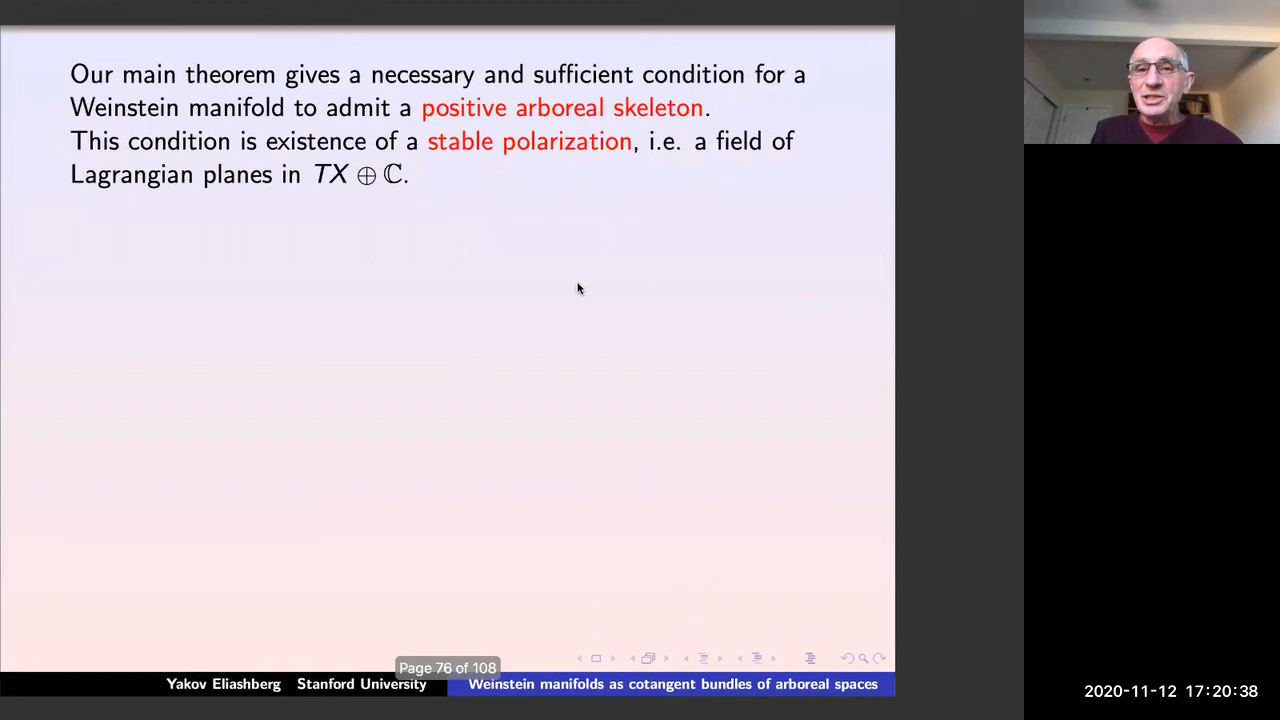 Our main theorem gives a necessary and sufficient condition for a
Weinstein manifold to admit a positive arboreal skeleton.
This condition is existence of a stable polarization, i.e. a field of
Lagrangian planes in TX ⊕ ℂ.
Page 76 of 108
Yakov Eliashberg Stanford University Weinstein manifolds as cotangent bundles of arboreal spaces
2020-11-12 17:20:38